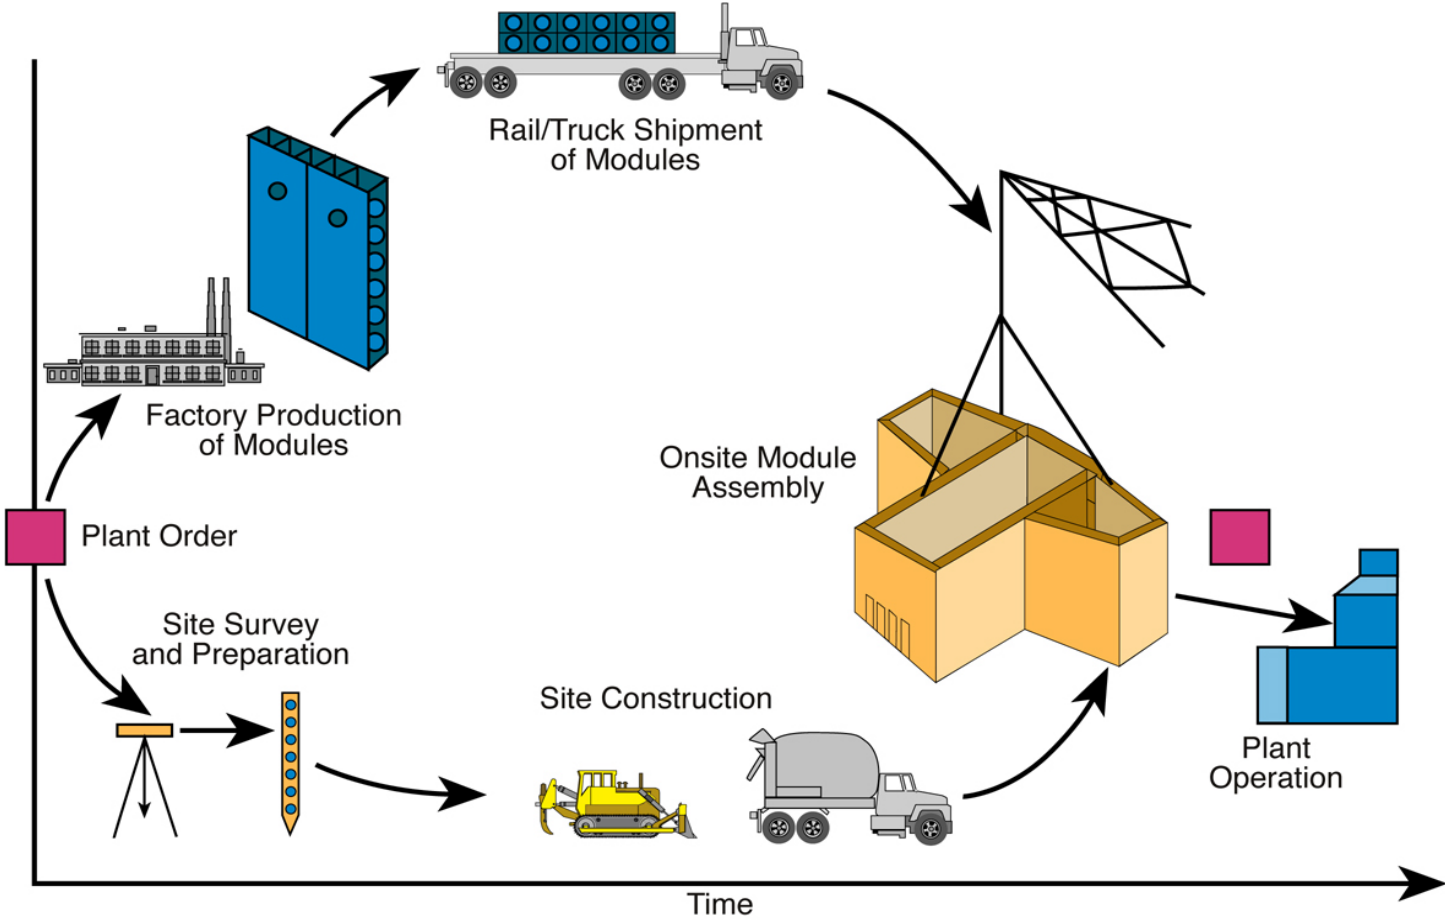 Rail/Truck Shipment
of Modules
Factory Production
of Modules
Onsite Module
Assembly
Plant Order
Site Survey
and Preparation
Site Construction
Plant
Operation
Time